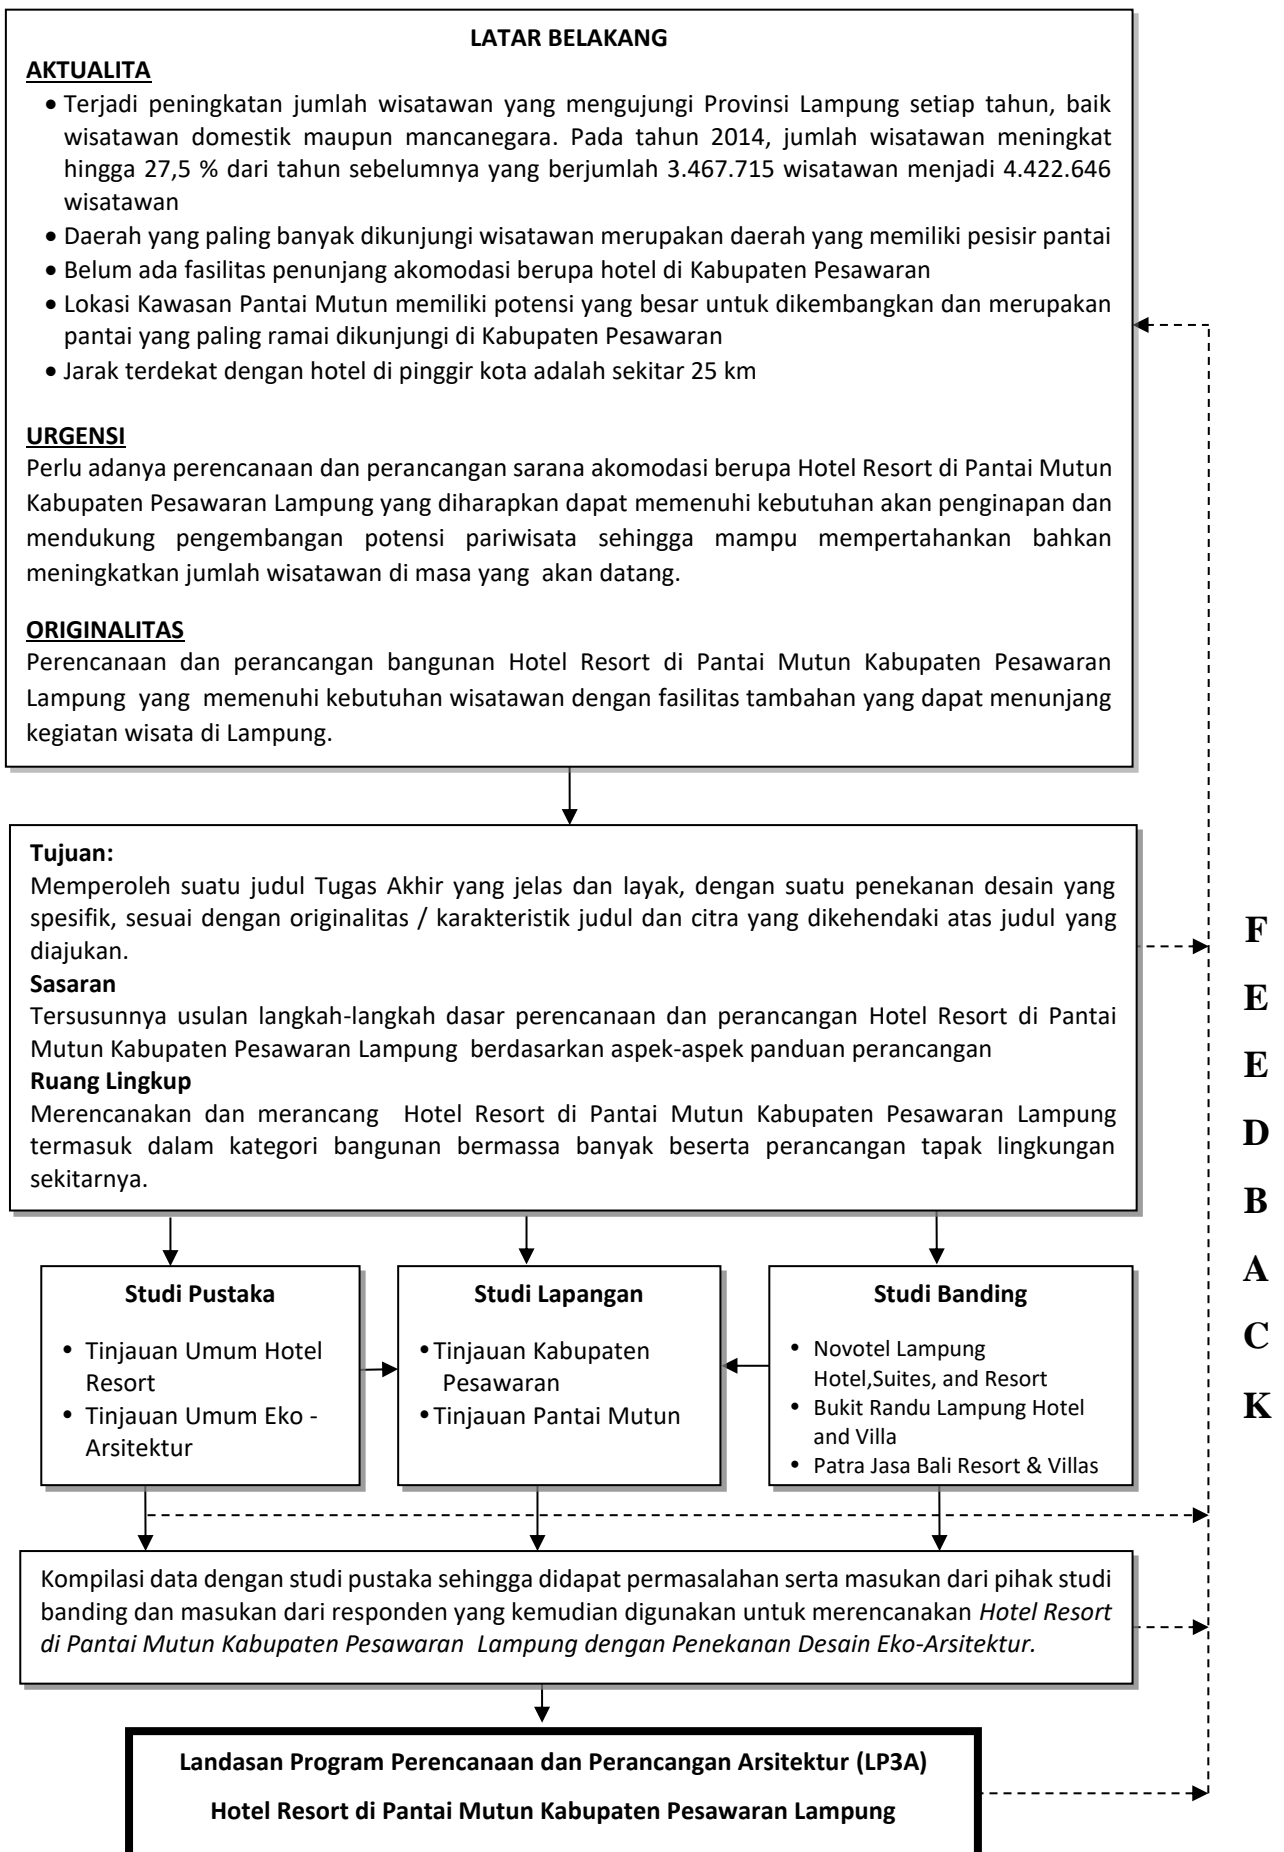 LATAR BELAKANG
AKTUALITA
• Terjadi peningkatan jumlah wisatawan yang mengujungi Provinsi Lampung setiap tahun, baik
wisatawan domestik maupun mancanegara. Pada tahun 2014, jumlah wisatawan meningkat
hingga 27,5 % dari tahun sebelumnya yang berjumlah 3.467.715 wisatawan menjadi 4.422.646
wisatawan
• Daerah yang paling banyak dikunjungi wisatawan merupakan daerah yang memiliki pesisir pantai
• Belum ada fasilitas penunjang akomodasi berupa hotel di Kabupaten Pesawaran
• Lokasi Kawasan Pantai Mutun memiliki potensi yang besar untuk dikembangkan dan merupakan
pantai yang paling ramai dikunjungi di Kabupaten Pesawaran
• Jarak terdekat dengan hotel di pinggir kota adalah sekitar 25 km
URGENSI
Perlu adanya perencanaan dan perancangan sarana akomodasi berupa Hotel Resort di Pantai Mutun
Kabupaten Pesawaran Lampung yang diharapkan dapat memenuhi kebutuhan akan penginapan dan
mendukung pengembangan potensi pariwisata sehingga mampu mempertahankan bahkan
meningkatkan jumlah wisatawan di masa yang akan datang.
ORIGINALITAS
Perencanaan dan perancangan bangunan Hotel Resort di Pantai Mutun Kabupaten Pesawaran
Lampung yang memenuhi kebutuhan wisatawan dengan fasilitas tambahan yang dapat menunjang
kegiatan wisata di Lampung.
Tujuan:
Memperoleh suatu judul Tugas Akhir yang jelas dan layak, dengan suatu penekanan desain yang
spesifik, sesuai dengan originalitas / karakteristik judul dan citra yang dikehendaki atas judul yang
diajukan.
Sasaran
Tersusunnya usulan langkah-langkah dasar perencanaan dan perancangan Hotel Resort di Pantai
Mutun Kabupaten Pesawaran Lampung berdasarkan aspek-aspek panduan perancangan
Ruang Lingkup
Merencanakan dan merancang Hotel Resort di Pantai Mutun Kabupaten Pesawaran Lampung
termasuk dalam kategori bangunan bermassa banyak beserta perancangan tapak lingkungan
sekitarnya.
Studi Pustaka
• Tinjauan Umum Hotel
Resort
• Tinjauan Umum Eko -
Arsitektur
Studi Lapangan
• Tinjauan Kabupaten
Pesawaran
• Tinjauan Pantai Mutun
Studi Banding
• Novotel Lampung
Hotel,Suites, and Resort
• Bukit Randu Lampung Hotel
and Villa
• Patra Jasa Bali Resort & Villas
Kompilasi data dengan studi pustaka sehingga didapat permasalahan serta masukan dari pihak studi
banding dan masukan dari responden yang kemudian digunakan untuk merencanakan Hotel Resort
di Pantai Mutun Kabupaten Pesawaran Lampung dengan Penekanan Desain Eko-Arsitektur.
Landasan Program Perencanaan dan Perancangan Arsitektur (LP3A)
Hotel Resort di Pantai Mutun Kabupaten Pesawaran Lampung
F
E
E
D
B
A
C
K